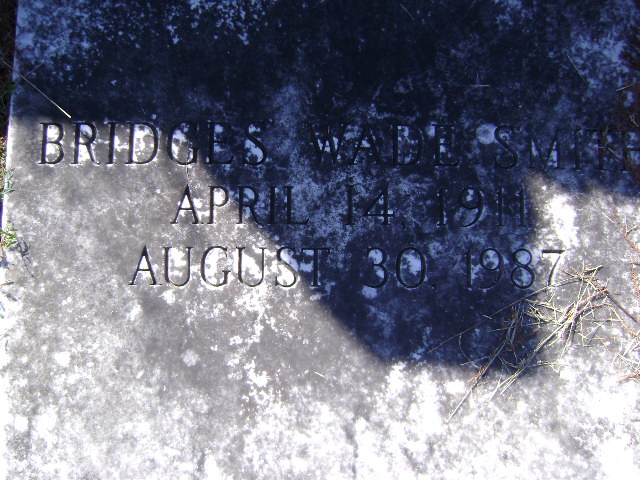 BRIDGES WADE SMITH
APRIL 14, 1911
AUGUST 30, 1987